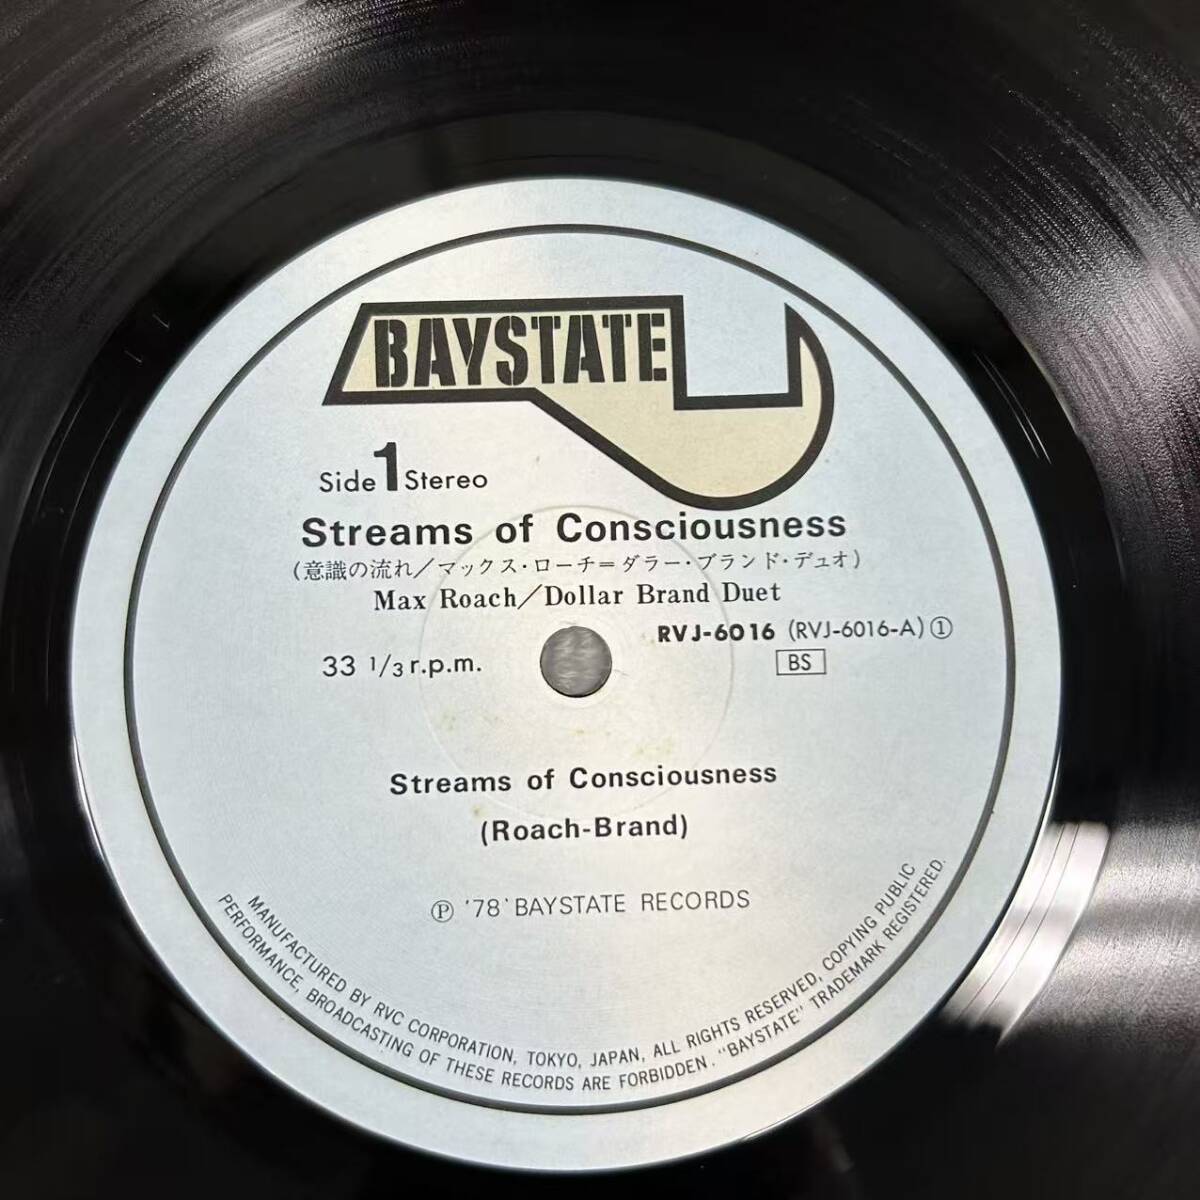 BAYSTATE
Side 1 Stereo
Streams of Consciousness
(意識の流れ/マックス・ローチ=ダラー・ブランド・デュオ)
Max Roach/Dollar Brand Duet
RVJ-6016 (RVJ-6016-A) ①
33 1/3 r.p.m.
BS
Streams of Consciousness
(Roach-Brand)
Ⓟ '78 BAYSTATE RECORDS
MANUFACTURED BY RVC CORPORATION, TOKYO, JAPAN, ALL RIGHTS RESERVED, COPYING PUBLIC
PERFORMANCE, BROADCASTING OF THESE RECORDS ARE FORBIDDEN. "BAYSTATE" TRADEMARK REGISTERED.